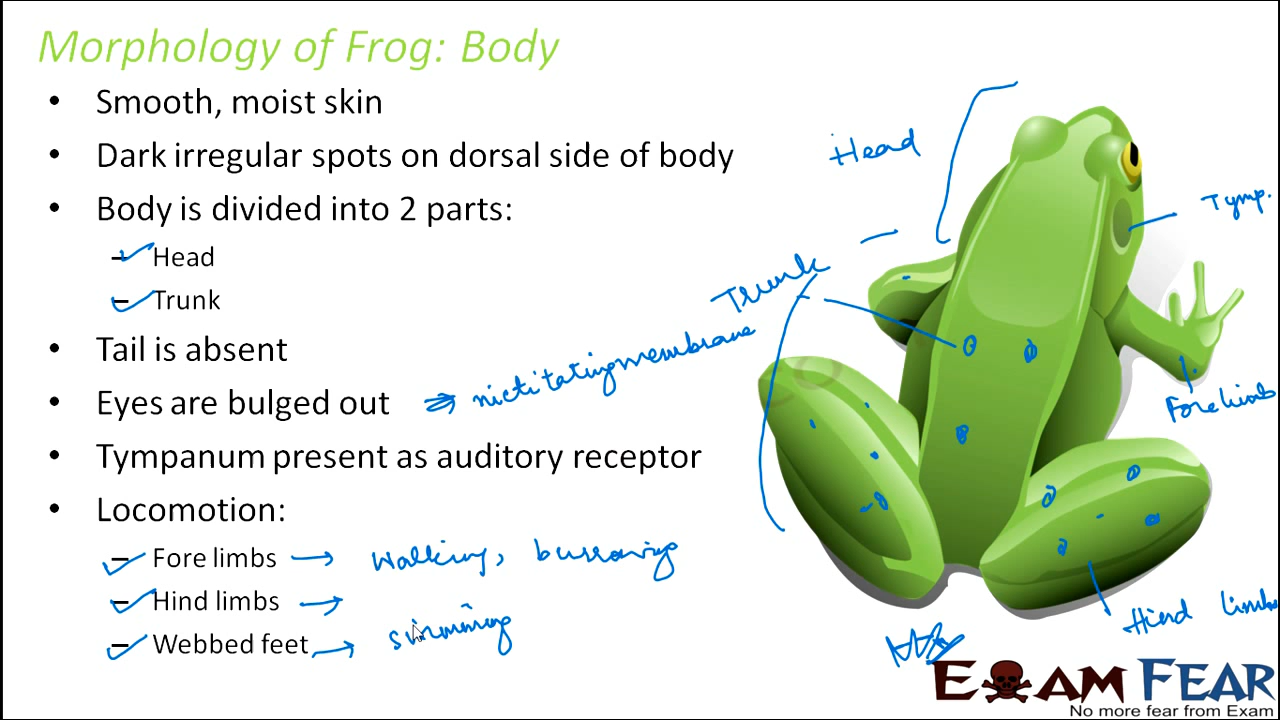 Morphology of Frog: Body
• Smooth, moist skin
• Dark irregular spots on dorsal side of body
• Body is divided into 2 parts:
– Head
– Trunk
• Tail is absent
• Eyes are bulged out → nictitating membrane
• Tympanum present as auditory receptor
• Locomotion:
– Fore limbs → walking, burrowing
– Hind limbs →
– Webbed feet → swimming
Head
Tymp.
Trunk
Forelimb
Hind limbs
EXAM FEAR
No more fear from Exam